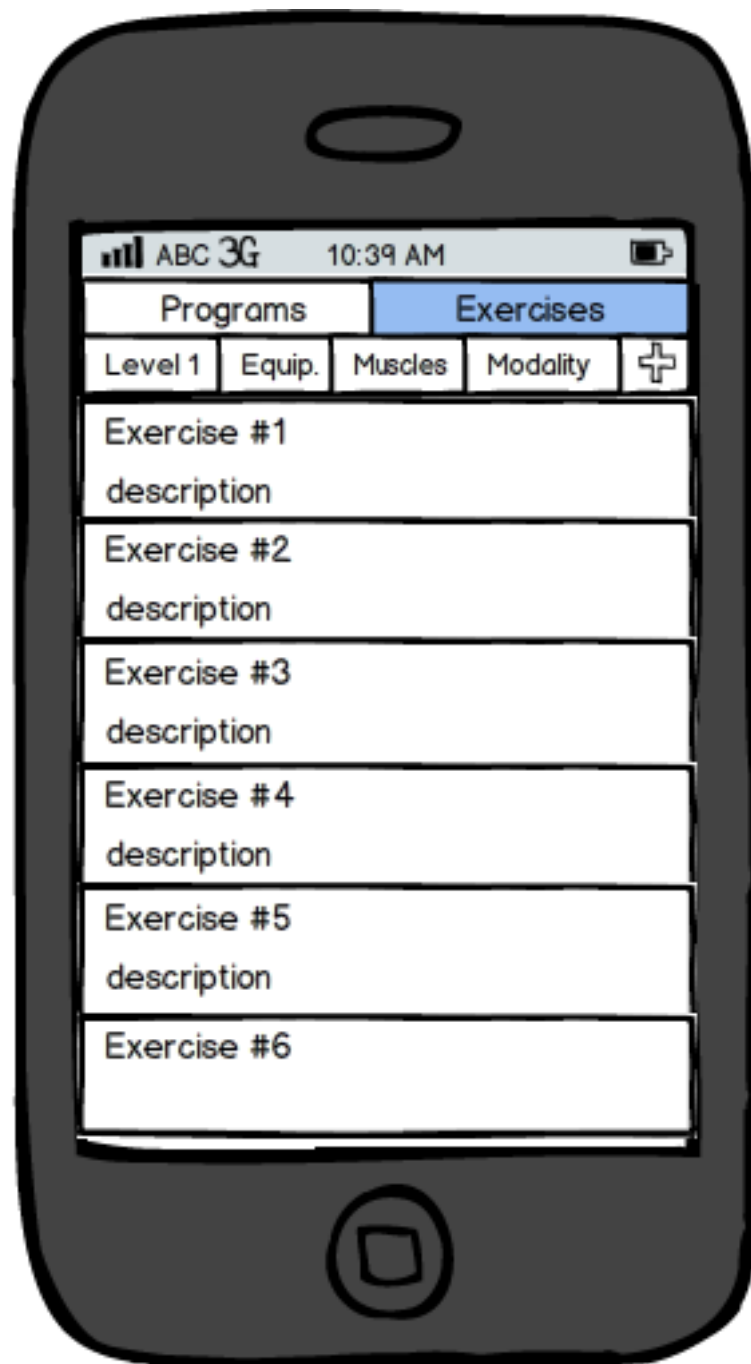 ABC 3G 10:39 AM
Programs Exercises
Level 1 Equip. Muscles Modality
Exercise #1
description
Exercise #2
description
Exercise #3
description
Exercise #4
description
Exercise #5
description
Exercise #6